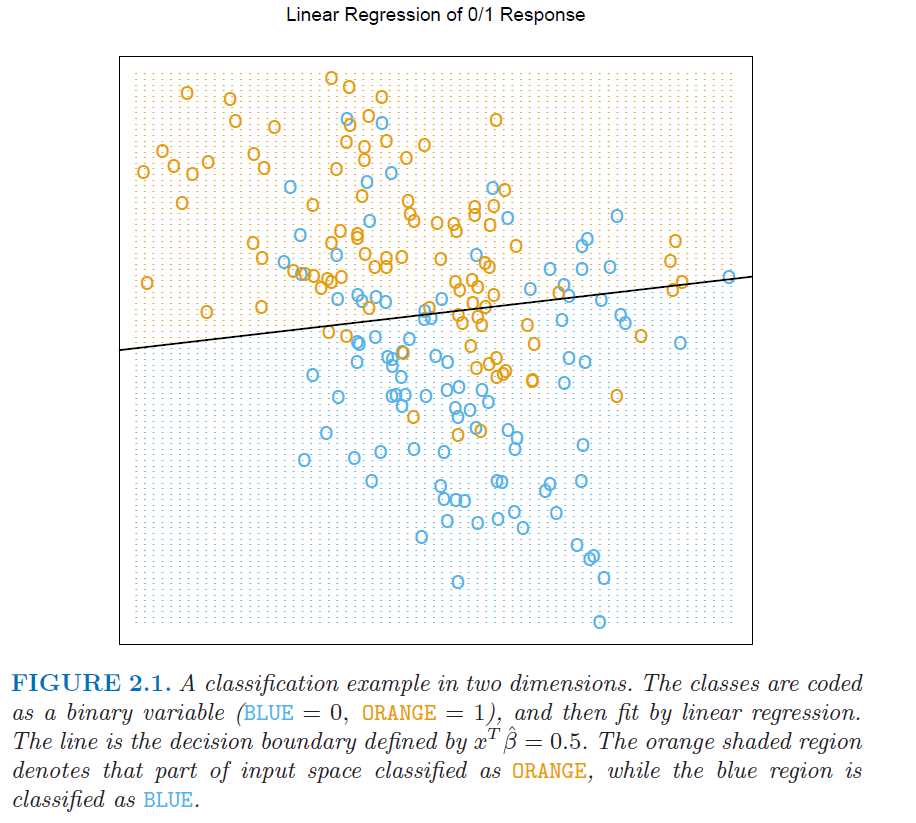 Linear Regression of 0/1 Response
FIGURE 2.1. A classification example in two dimensions. The classes are coded
as a binary variable (BLUE = 0, ORANGE = 1), and then fit by linear regression.
The line is the decision boundary defined by x^T β̂ = 0.5. The orange shaded region
denotes that part of input space classified as ORANGE, while the blue region is
classified as BLUE.